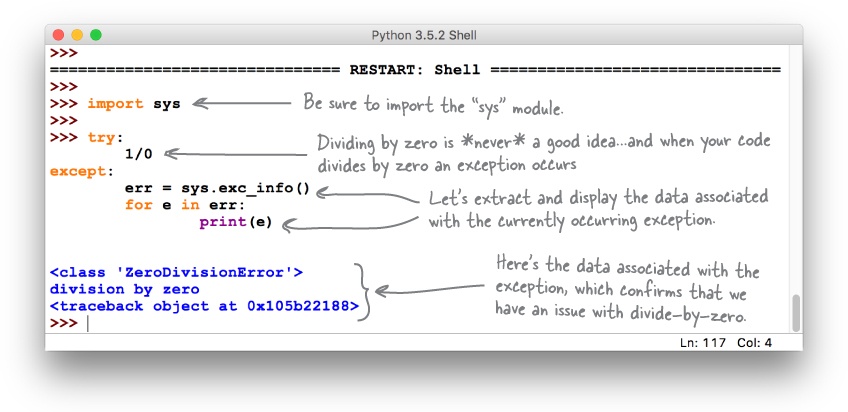 Python 3.5.2 Shell
>>>
=============================== RESTART: Shell ===============================
>>>
>>> import sys
Be sure to import the "sys" module.
>>>
>>> try:
1/0
Dividing by zero is *never* a good idea...and when your code
divides by zero an exception occurs
except:
err = sys.exc_info()
for e in err:
print(e)
Let's extract and display the data associated
with the currently occurring exception.
<class 'ZeroDivisionError'>
division by zero
<traceback object at 0x105b22188>
Here's the data associated with the
exception, which confirms that we
have an issue with divide-by-zero.
>>>
Ln: 117 Col: 4